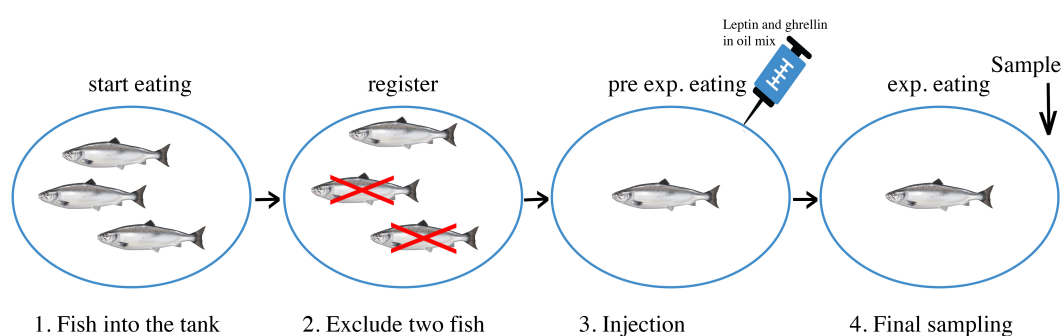 Leptin and ghrellin
in oil mix
start eating
register
pre exp. eating
exp. eating
Sample
1. Fish into the tank
2. Exclude two fish
3. Injection
4. Final sampling